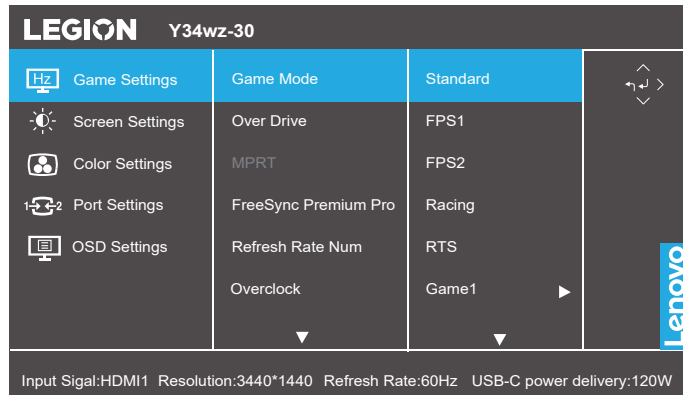 LEGION Y34wz-30
Hz Game Settings Game Mode Standard
Screen Settings Over Drive FPS1
Color Settings MPRT FPS2
1 2 Port Settings FreeSync Premium Pro Racing
OSD Settings Refresh Rate Num RTS
Overclock Game1
Lenovo
Input Sigal:HDMI1 Resolution:3440*1440 Refresh Rate:60Hz USB-C power delivery:120W